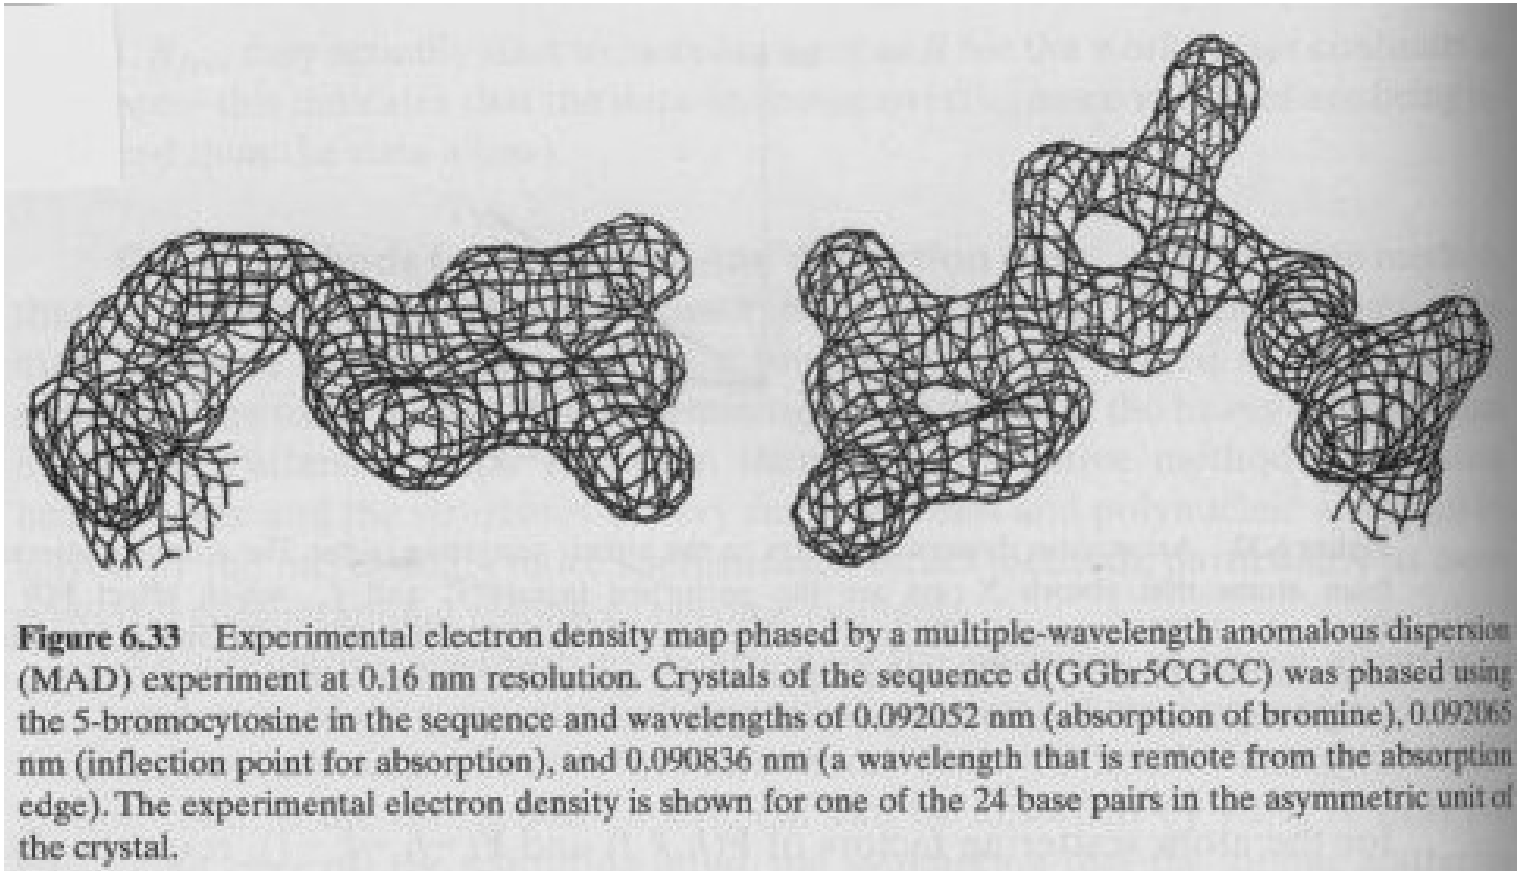 Figure 6.33 Experimental electron density map phased by a multiple-wavelength anomalous dispersion
(MAD) experiment at 0.16 nm resolution. Crystals of the sequence d(GGbr5CGCC) was phased using
the 5-bromocytosine in the sequence and wavelengths of 0.092052 nm (absorption of bromine), 0.092065
nm (inflection point for absorption), and 0.090836 nm (a wavelength that is remote from the absorption
edge). The experimental electron density is shown for one of the 24 base pairs in the asymmetric unit of
the crystal.